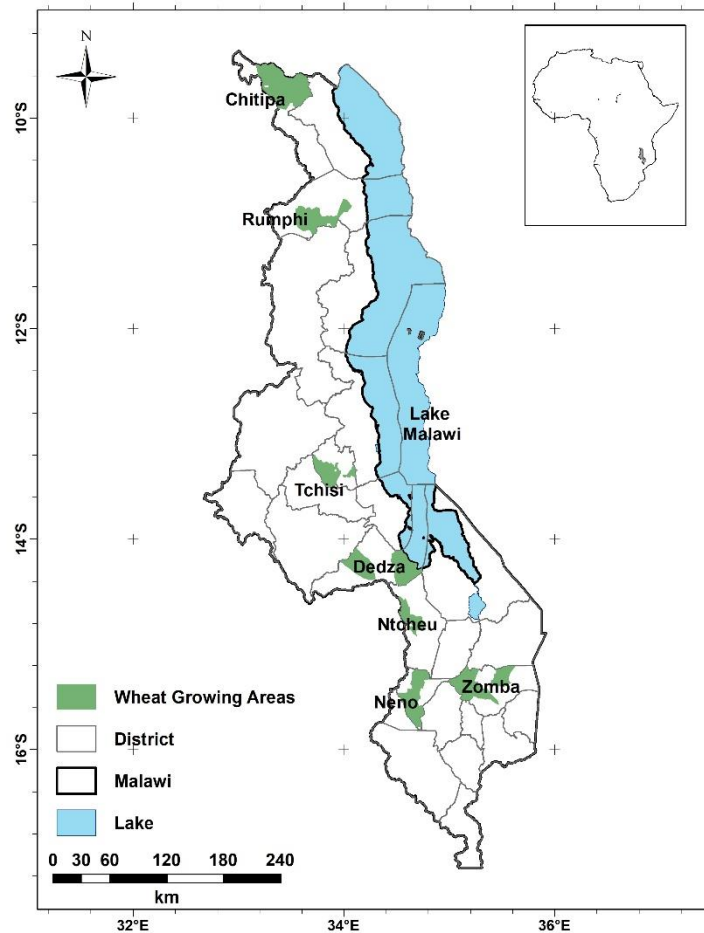 N
Chitipa
10°S
Rumphi
12°S
Lake
Malawi
Tchisi
14°S
Dedza
Ntcheu
Zomba
Neno
16°S
Wheat Growing Areas
District
Malawi
Lake
0 30 60 120 180 240
km
32°E 34°E 36°E